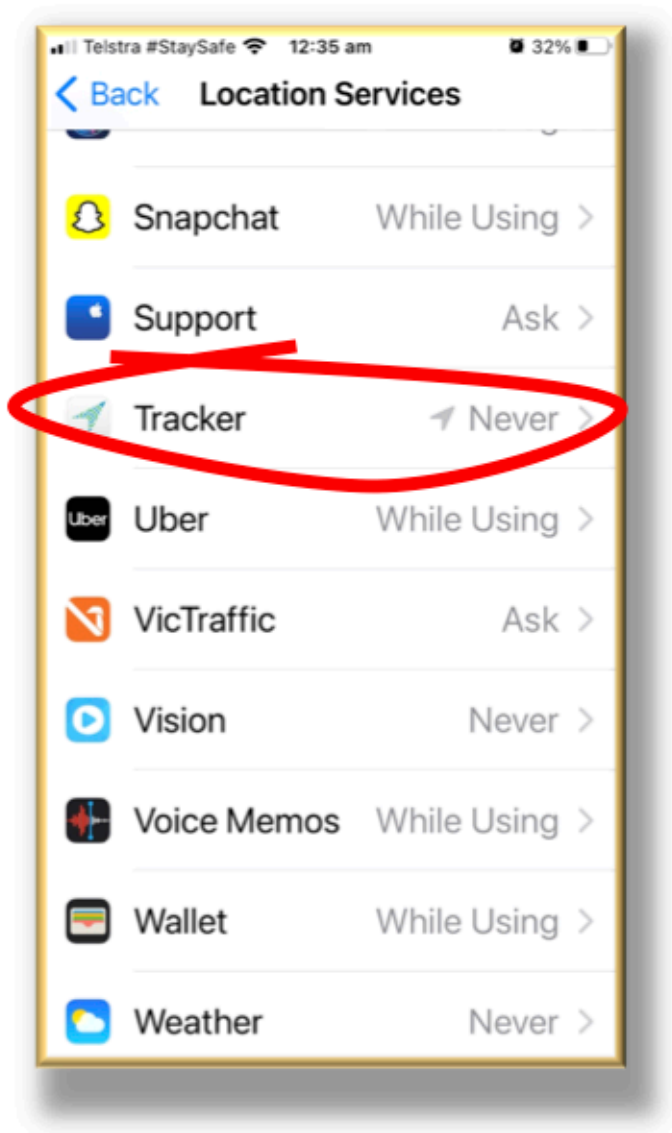 Telstra #StaySafe 12:35 am 32%
Back Location Services
Snapchat While Using
Support Ask
Tracker Never
Uber Uber While Using
VicTraffic Ask
Vision Never
Voice Memos While Using
Wallet While Using
Weather Never